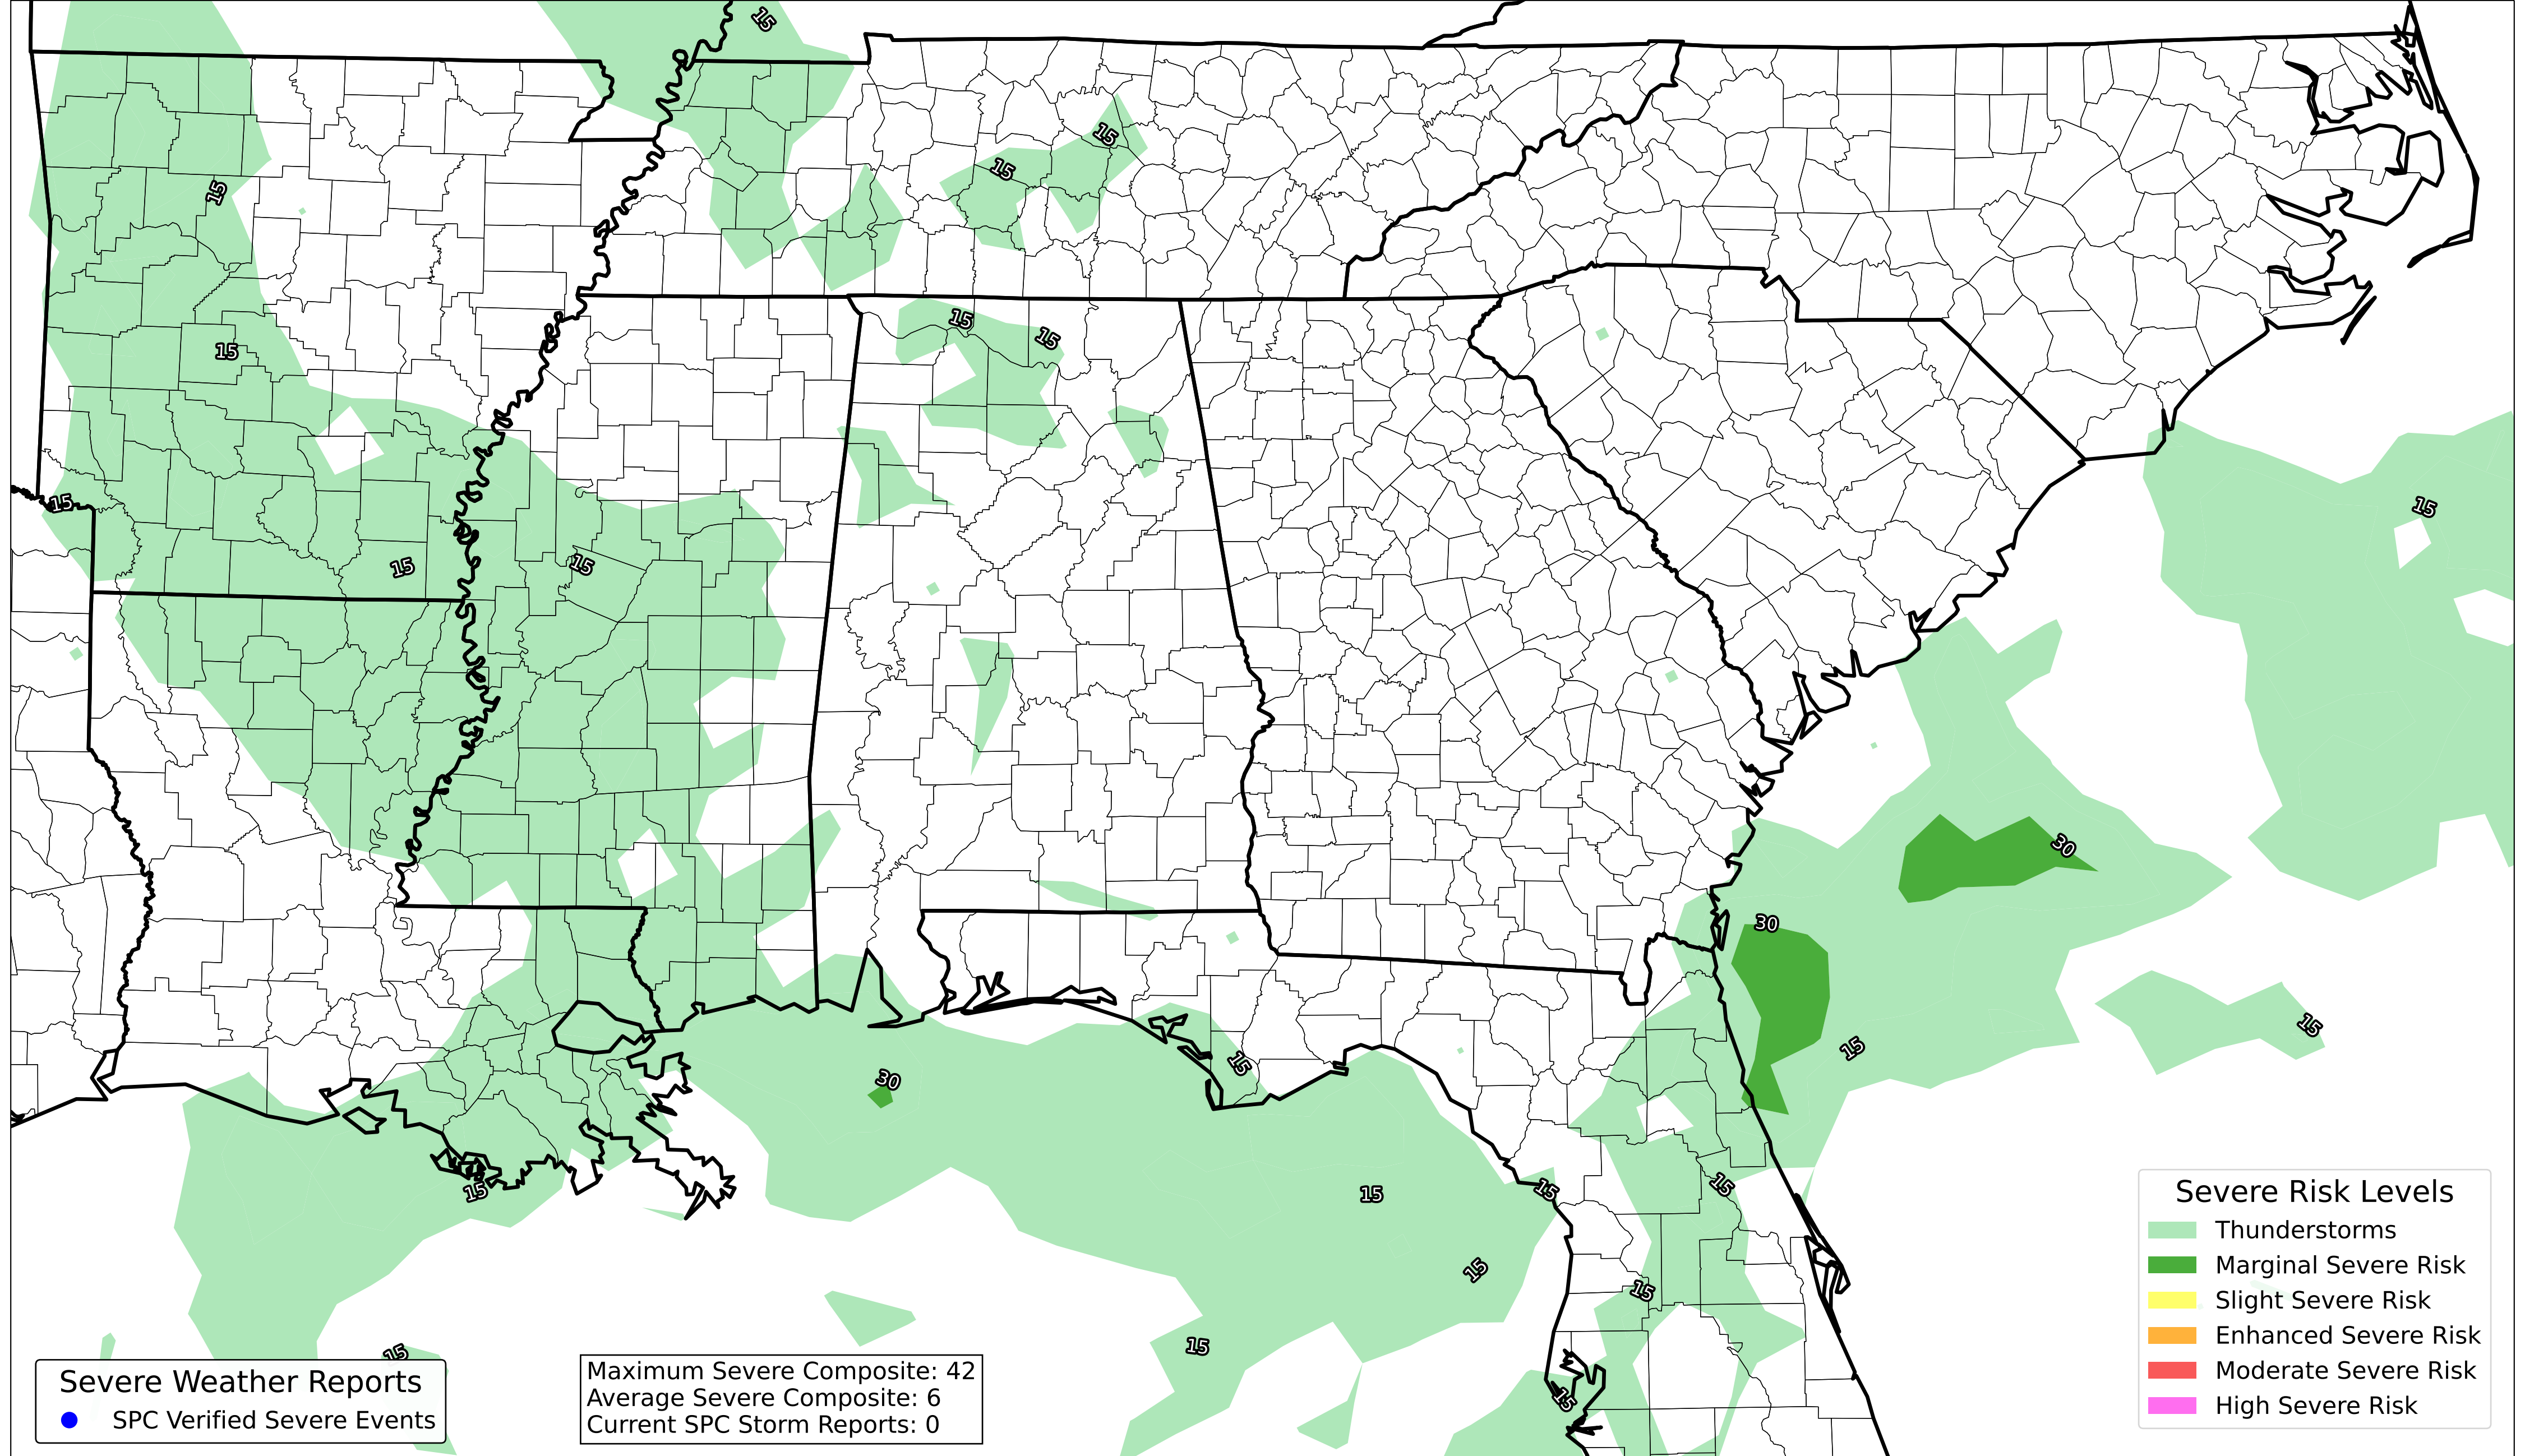 15
15
15
15
15
15
15
15
15
15
15
30
30
15
15
15
30
15
15
15
15
15
15
15
15
15
Severe Risk Levels
Thunderstorms
Marginal Severe Risk
Slight Severe Risk
Enhanced Severe Risk
Moderate Severe Risk
High Severe Risk
Severe Weather Reports
SPC Verified Severe Events
Maximum Severe Composite: 42
Average Severe Composite: 6
Current SPC Storm Reports: 0